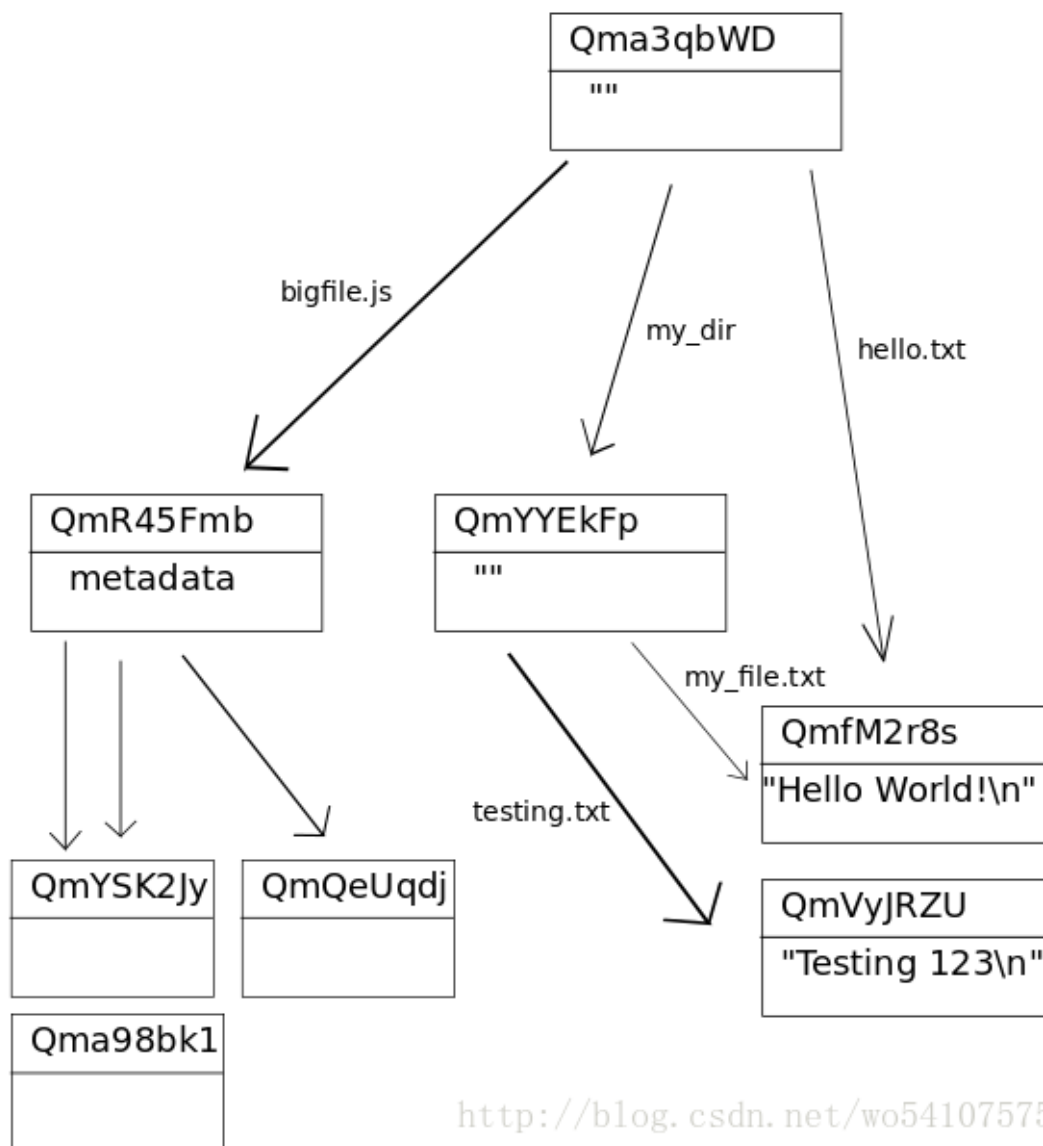 Qma3qbWD
""
bigfile.js
my_dir
hello.txt
QmR45Fmb
metadata
QmYYEkFp
""
my_file.txt
testing.txt
QmfM2r8s
"Hello World!\n"
QmYSK2Jy
QmQeUqdj
QmVyJRZU
"Testing 123\n"
Qma98bk1
http://blog.csdn.net/wo54107575